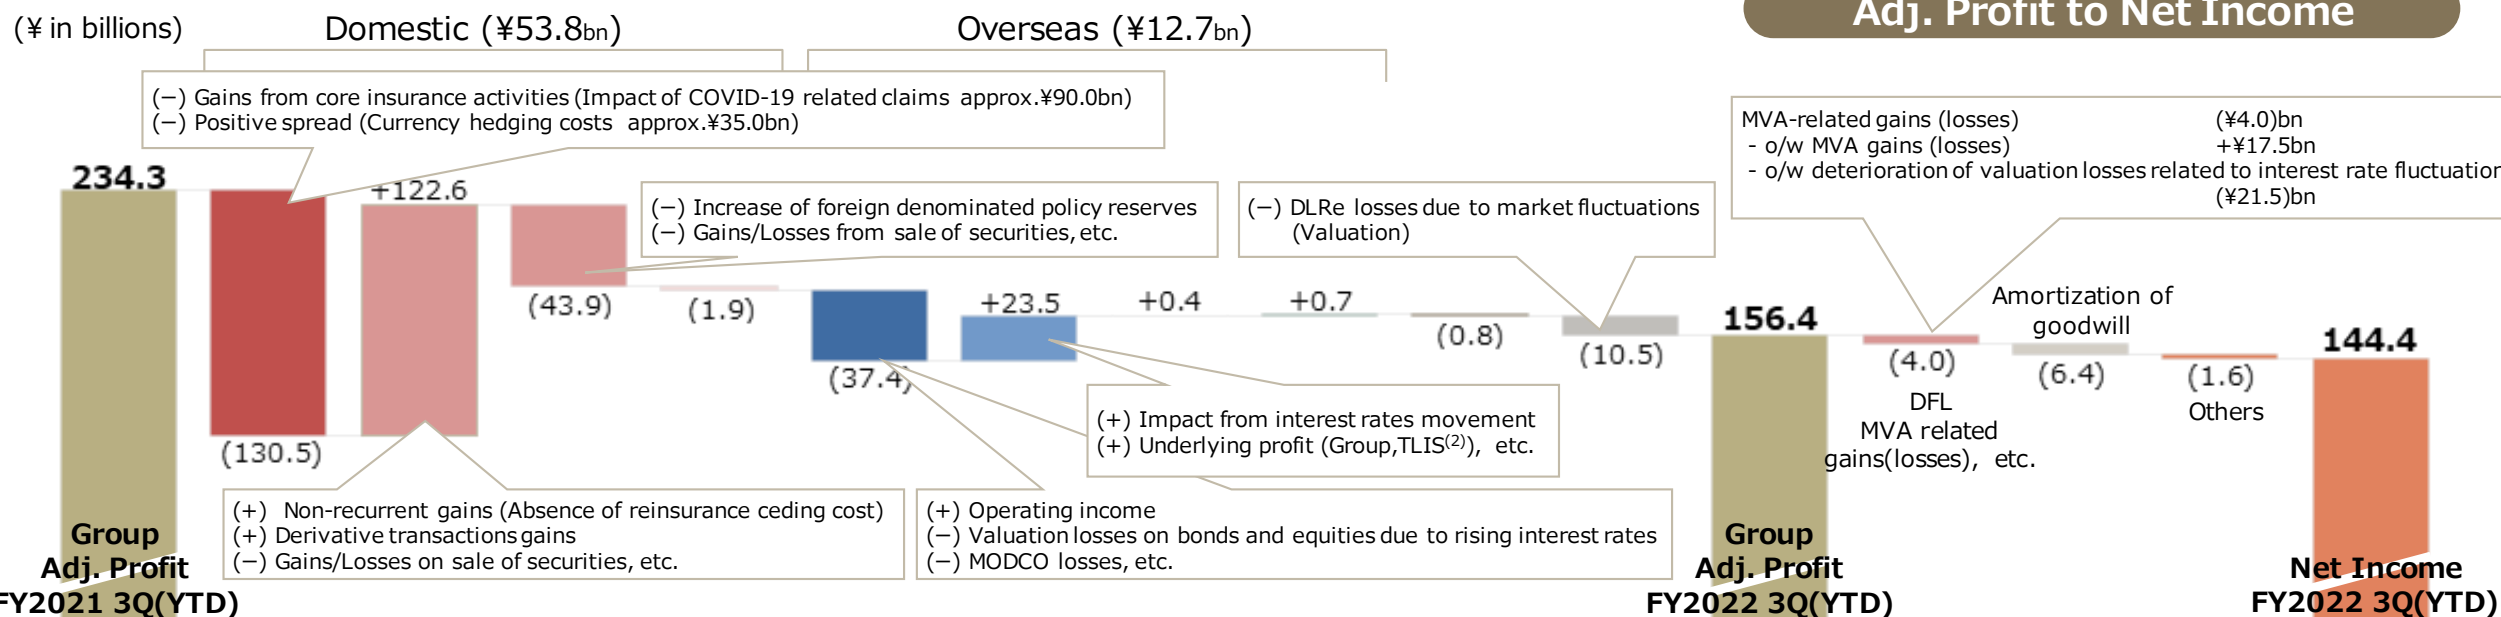 (¥ in billions)
Domestic (¥53.8bn)
Overseas (¥12.7bn)
Adj. Profit to Net Income
(−) Gains from core insurance activities (Impact of COVID-19 related claims approx.¥90.0bn)
(−) Positive spread (Currency hedging costs approx.¥35.0bn)
MVA-related gains (losses) (¥4.0)bn
- o/w MVA gains (losses) +¥17.5bn
- o/w deterioration of valuation losses related to interest rate fluctuation
(¥21.5)bn
234.3
+122.6
(−) Increase of foreign denominated policy reserves
(−) Gains/Losses from sale of securities, etc.
(−) DLRe losses due to market fluctuations
(Valuation)
(43.9)
(1.9)
+23.5
+0.4
+0.7
(0.8)
(10.5)
156.4
Amortization of
goodwill
144.4
(4.0)
(6.4)
(1.6)
(37.4)
(130.5)
DFL
MVA related
gains(losses), etc.
Others
(+) Impact from interest rates movement
(+) Underlying profit (Group,TLIS(2)), etc.
(+) Non-recurrent gains (Absence of reinsurance ceding cost)
(+) Derivative transactions gains
(−) Gains/Losses on sale of securities, etc.
(+) Operating income
(−) Valuation losses on bonds and equities due to rising interest rates
(−) MODCO losses, etc.
Group
Adj. Profit
FY2021 3Q(YTD)
Group
Adj. Profit
FY2022 3Q(YTD)
Net Income
FY2022 3Q(YTD)